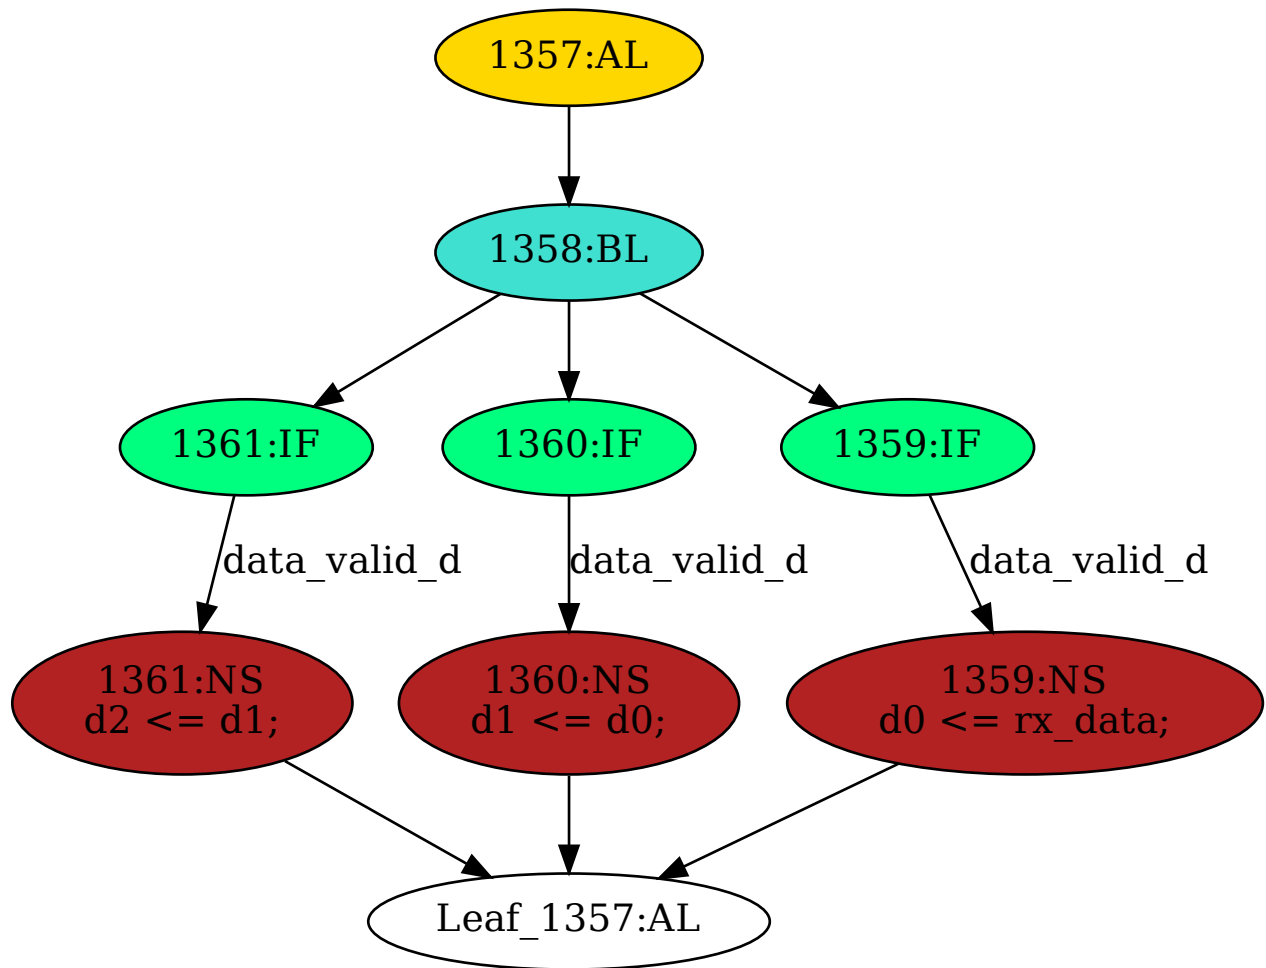 1357:AL
1358:BL
1361:IF
1360:IF
1359:IF
data_valid_d
data_valid_d
data_valid_d
1361:NS
d2 <= d1;
1360:NS
d1 <= d0;
1359:NS
d0 <= rx_data;
Leaf_1357:AL